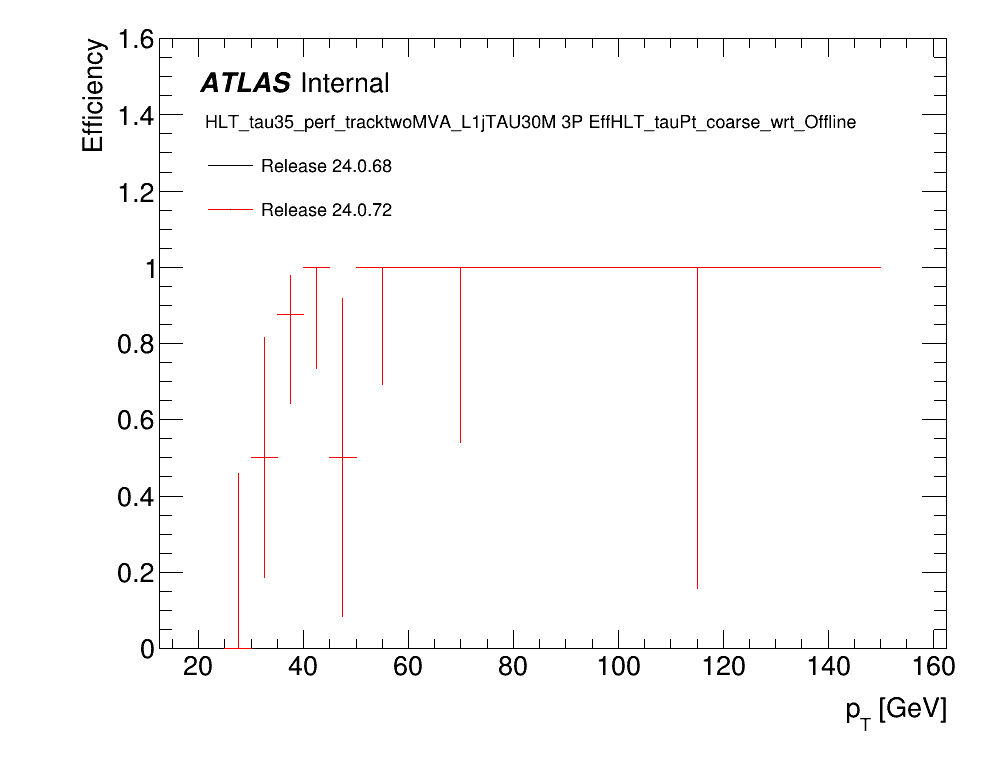 Efficiency
1.6
1.4
1.2
1
0.8
0.6
0.4
0.2
0
ATLAS Internal
HLT_tau35_perf_tracktwoMVA_L1jTAU30M 3P EffHLT_tauPt_coarse_wrt_Offline
Release 24.0.68
Release 24.0.72
20 40 60 80 100 120 140 160
p_T [GeV]